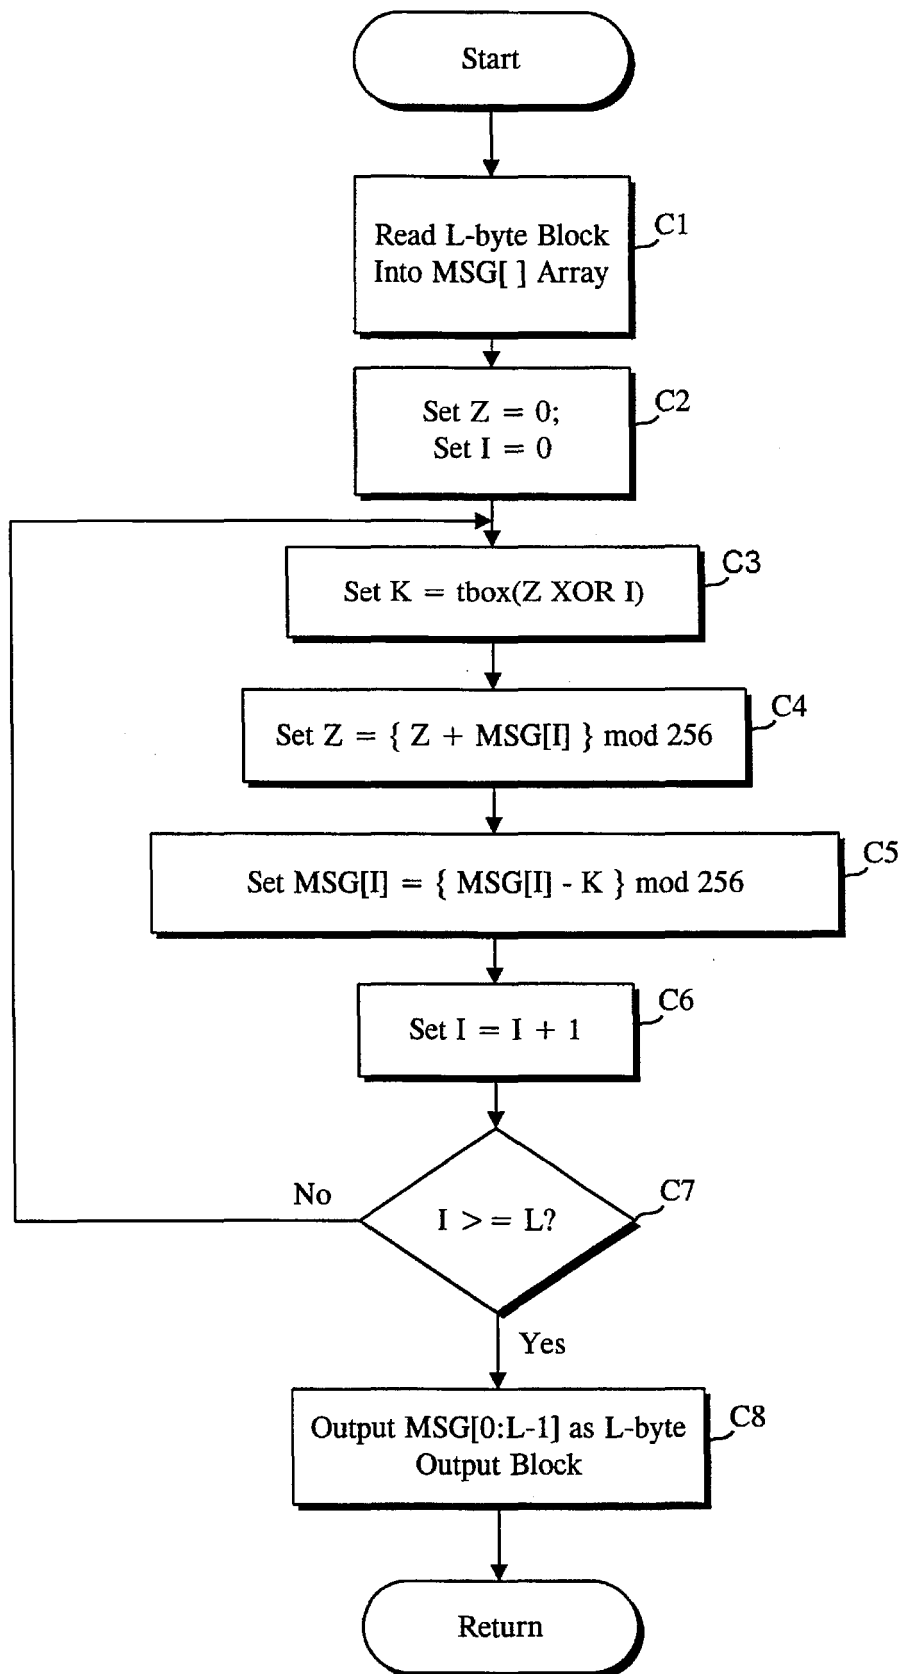 Start
Read L-byte Block
Into MSG[ ] Array
C1
Set Z = 0;
Set I = 0
C2
Set K = tbox(Z XOR I)
C3
Set Z = { Z + MSG[I] } mod 256
C4
Set MSG[I] = { MSG[I] - K } mod 256
C5
Set I = I + 1
C6
I > = L?
C7
No
Yes
Output MSG[0:L-1] as L-byte
Output Block
C8
Return